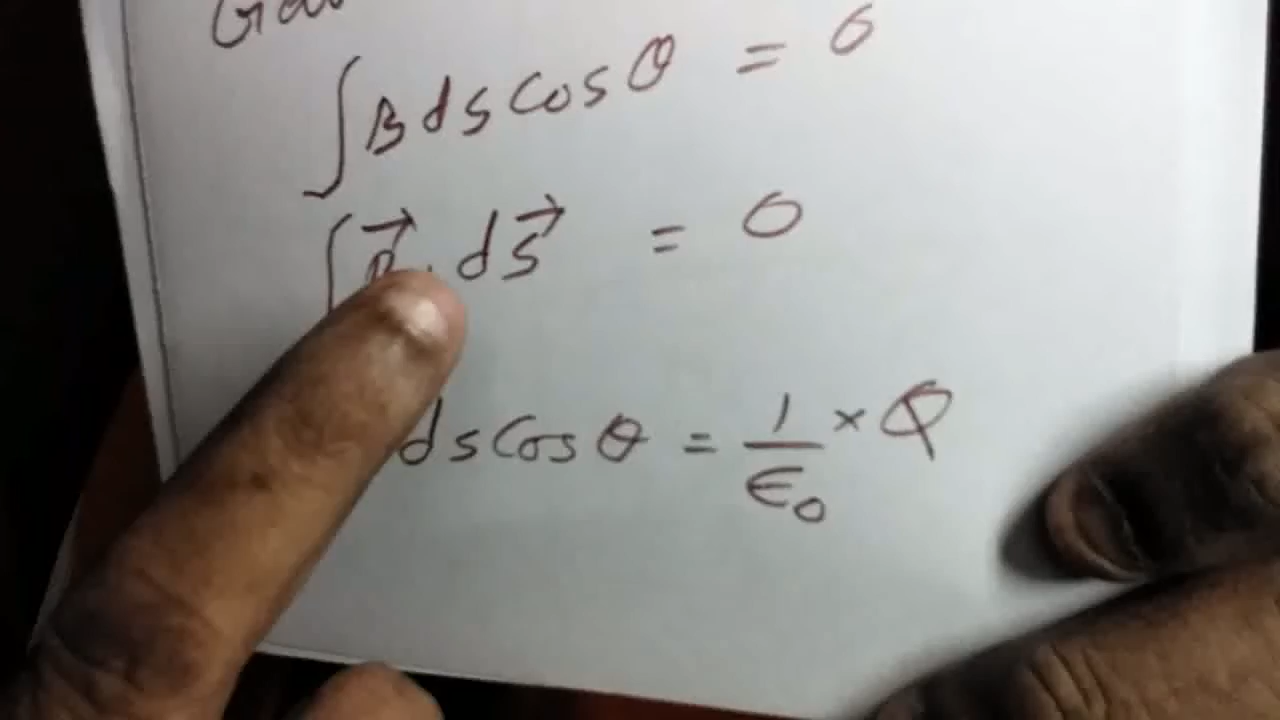 ∫ B ds cos θ = 0
ds⃗ = 0
ds cos θ = 1/ε₀ × Q